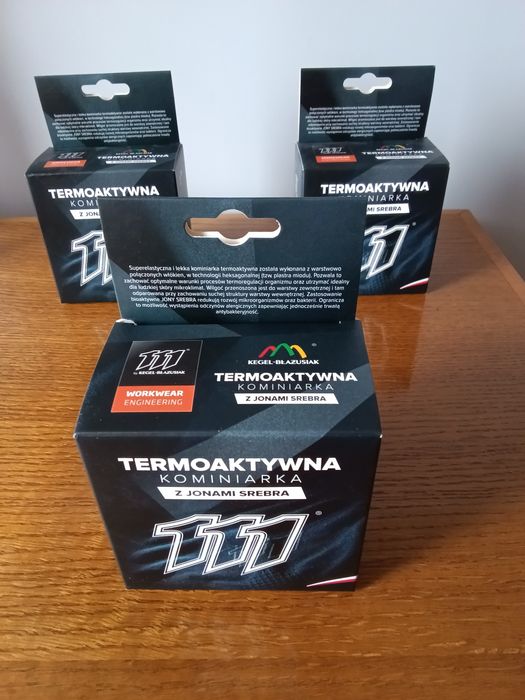 TERMOAKTYWNA
KOMINIARKA
Z JONAMI SREBRA
TERMOAKTYWNA
KOMINIARKA
Z JONAMI SREBRA
Superelastyczna i lekka kominiarka termoaktywna została wykonana z warstwowo
połączonych włókien, w technologii heksagonalnej (tzw. plastra miodu). Pozwala to
zachować optymalne warunki procesów termoregulacji organizmu oraz utrzymać idealny
dla ludzkiej skóry mikroklimat. Wilgoć przenoszona jest do warstwy zewnętrznej i tam
odparowana przy zachowaniu suchej struktury warstwy wewnętrznej. Zastosowanie
bioaktywne JONY SREBRA redukują rozwój mikroorganizmów oraz bakterii. Ogranicza
to możliwość wystąpienia odczynów alergicznych zapewniając jednocześnie trwałą
antybakteryjność.
111
by KEGEL-BŁAŻUSIAK
WORKWEAR
ENGINEERING
KEGEL-BŁAŻUSIAK
TERMOAKTYWNA
KOMINIARKA
Z JONAMI SREBRA
TERMOAKTYWNA
KOMINIARKA
Z JONAMI SREBRA
111